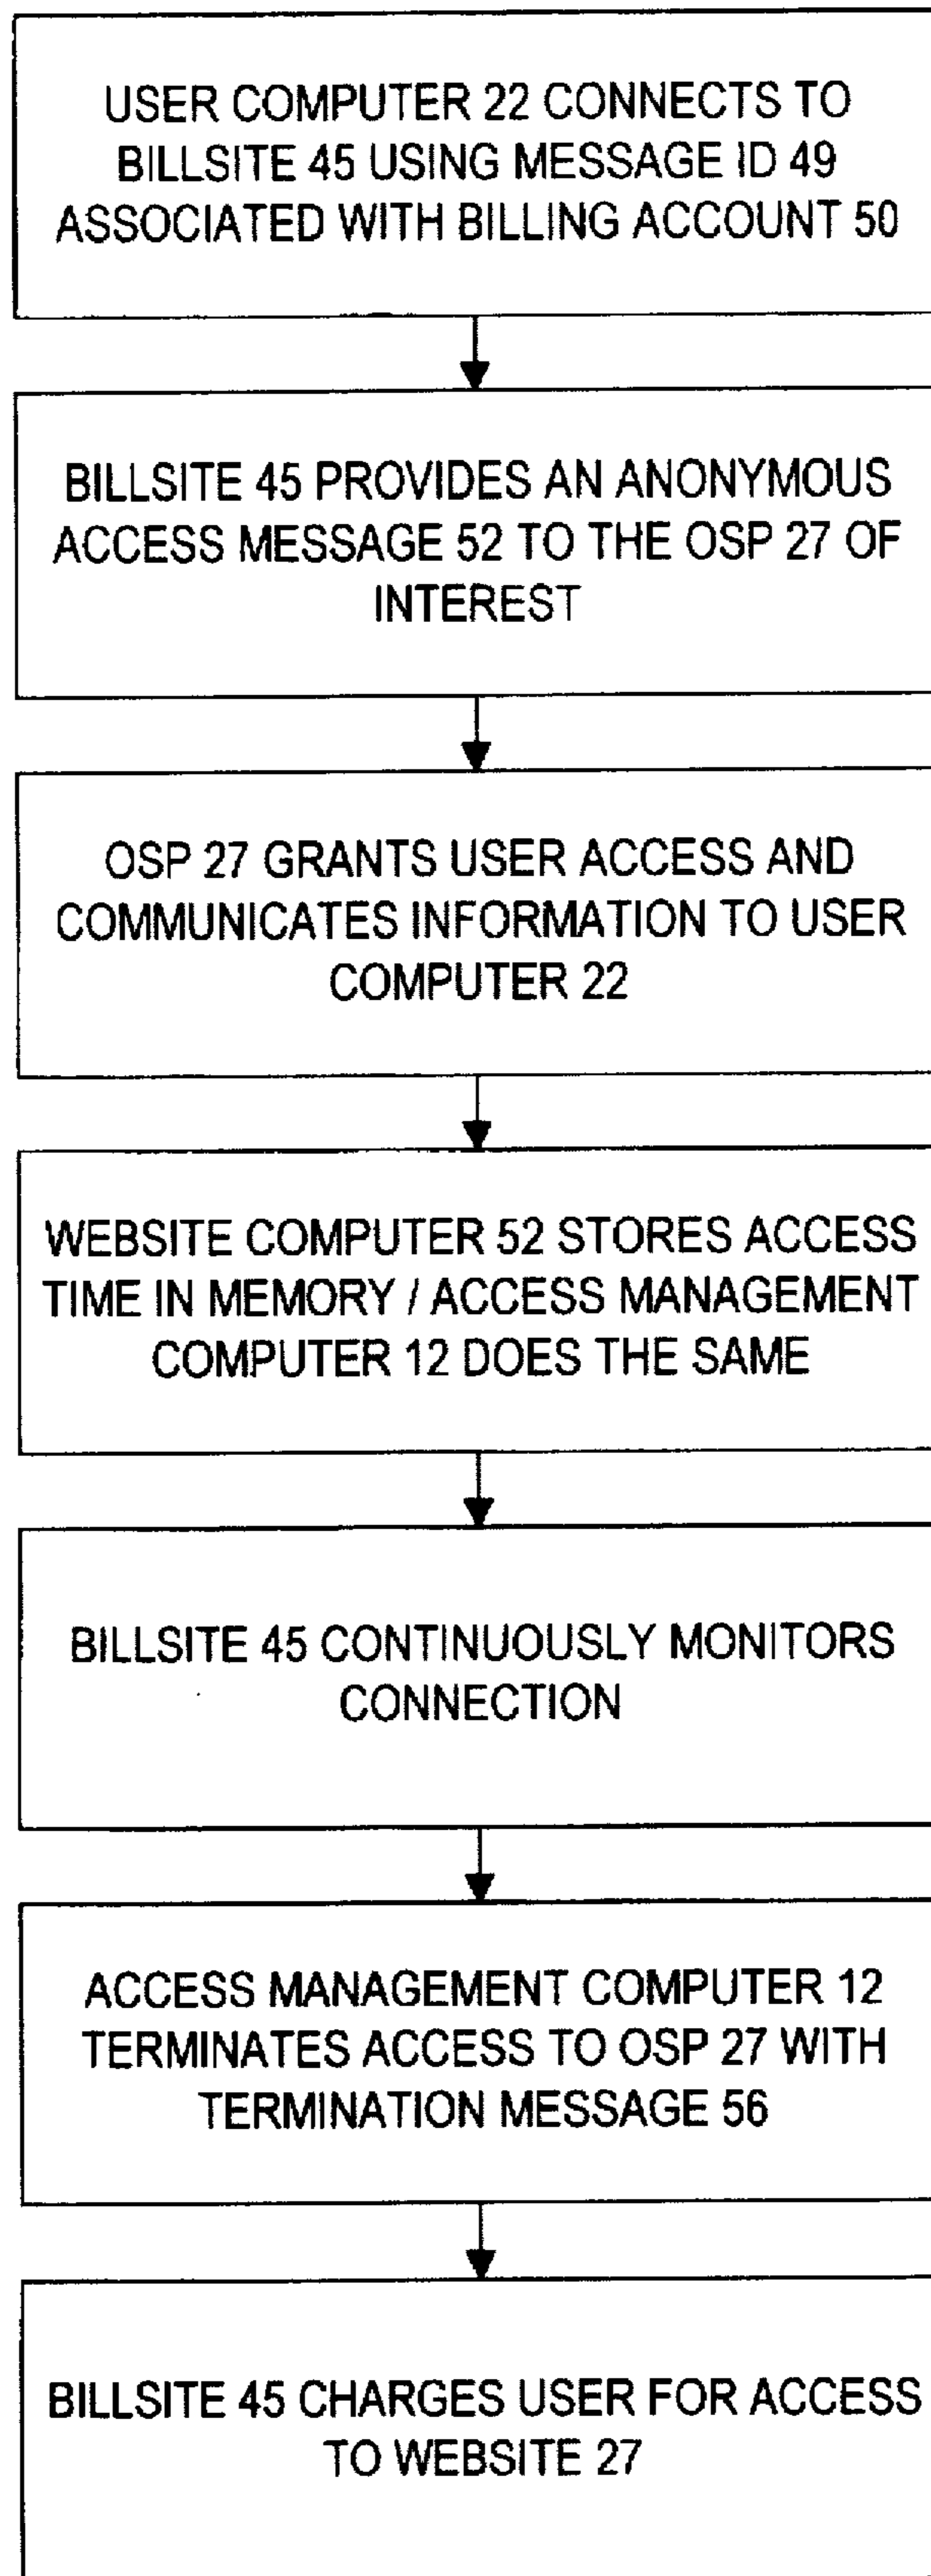 USER COMPUTER 22 CONNECTS TO
BILLSITE 45 USING MESSAGE ID 49
ASSOCIATED WITH BILLING ACCOUNT 50
BILLSITE 45 PROVIDES AN ANONYMOUS
ACCESS MESSAGE 52 TO THE OSP 27 OF
INTEREST
OSP 27 GRANTS USER ACCESS AND
COMMUNICATES INFORMATION TO USER
COMPUTER 22
WEBSITE COMPUTER 52 STORES ACCESS
TIME IN MEMORY / ACCESS MANAGEMENT
COMPUTER 12 DOES THE SAME
BILLSITE 45 CONTINUOUSLY MONITORS
CONNECTION
ACCESS MANAGEMENT COMPUTER 12
TERMINATES ACCESS TO OSP 27 WITH
TERMINATION MESSAGE 56
BILLSITE 45 CHARGES USER FOR ACCESS
TO WEBSITE 27